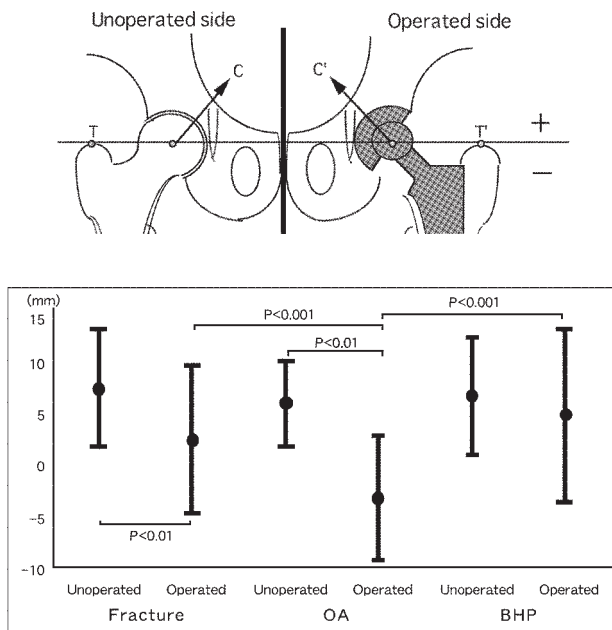 Unoperated side Operated side
C C'
T T' +
−
(mm)
15
P<0.001 P<0.001
P<0.01
10
5
0
−5
P<0.01
−10
Unoperated Operated Unoperated Operated Unoperated Operated
Fracture OA BHP